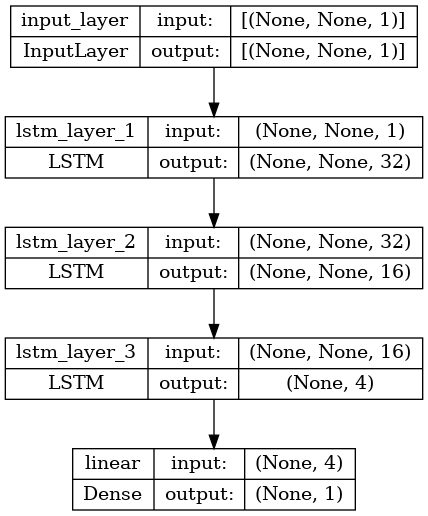 input_layer input: [(None, None, 1)]
InputLayer output: [(None, None, 1)]
lstm_layer_1 input: (None, None, 1)
LSTM output: (None, None, 32)
lstm_layer_2 input: (None, None, 32)
LSTM output: (None, None, 16)
lstm_layer_3 input: (None, None, 16)
LSTM output: (None, 4)
linear input: (None, 4)
Dense output: (None, 1)